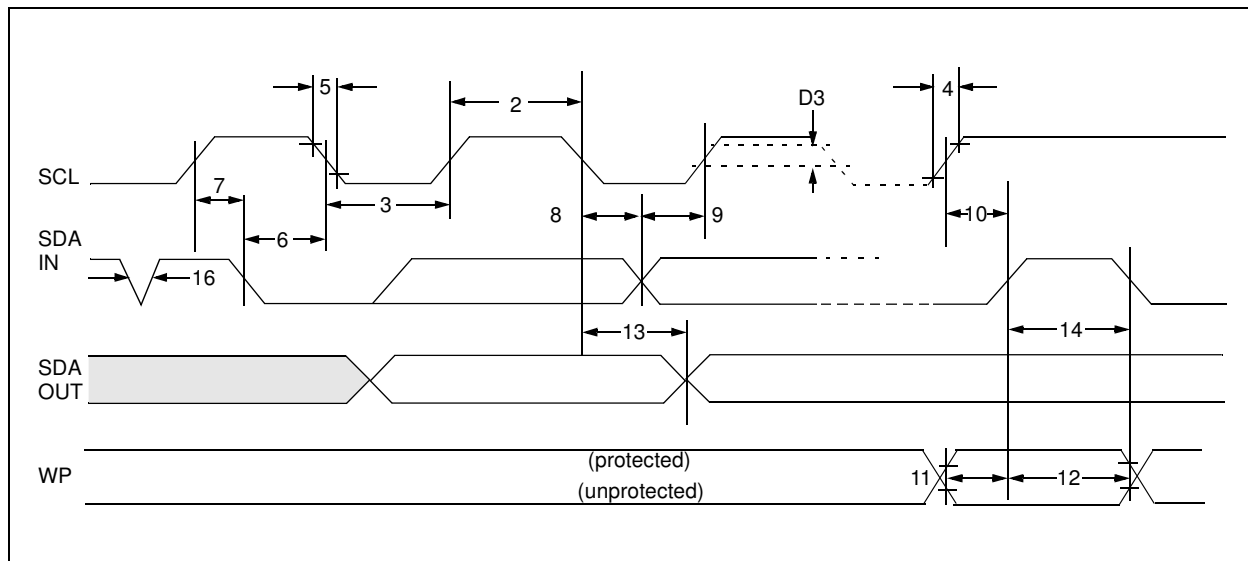 5
4
2
D3
SCL
7
3
8
9
10
6
SDA
IN
16
13
14
SDA
OUT
(protected)
WP
11
12
(unprotected)